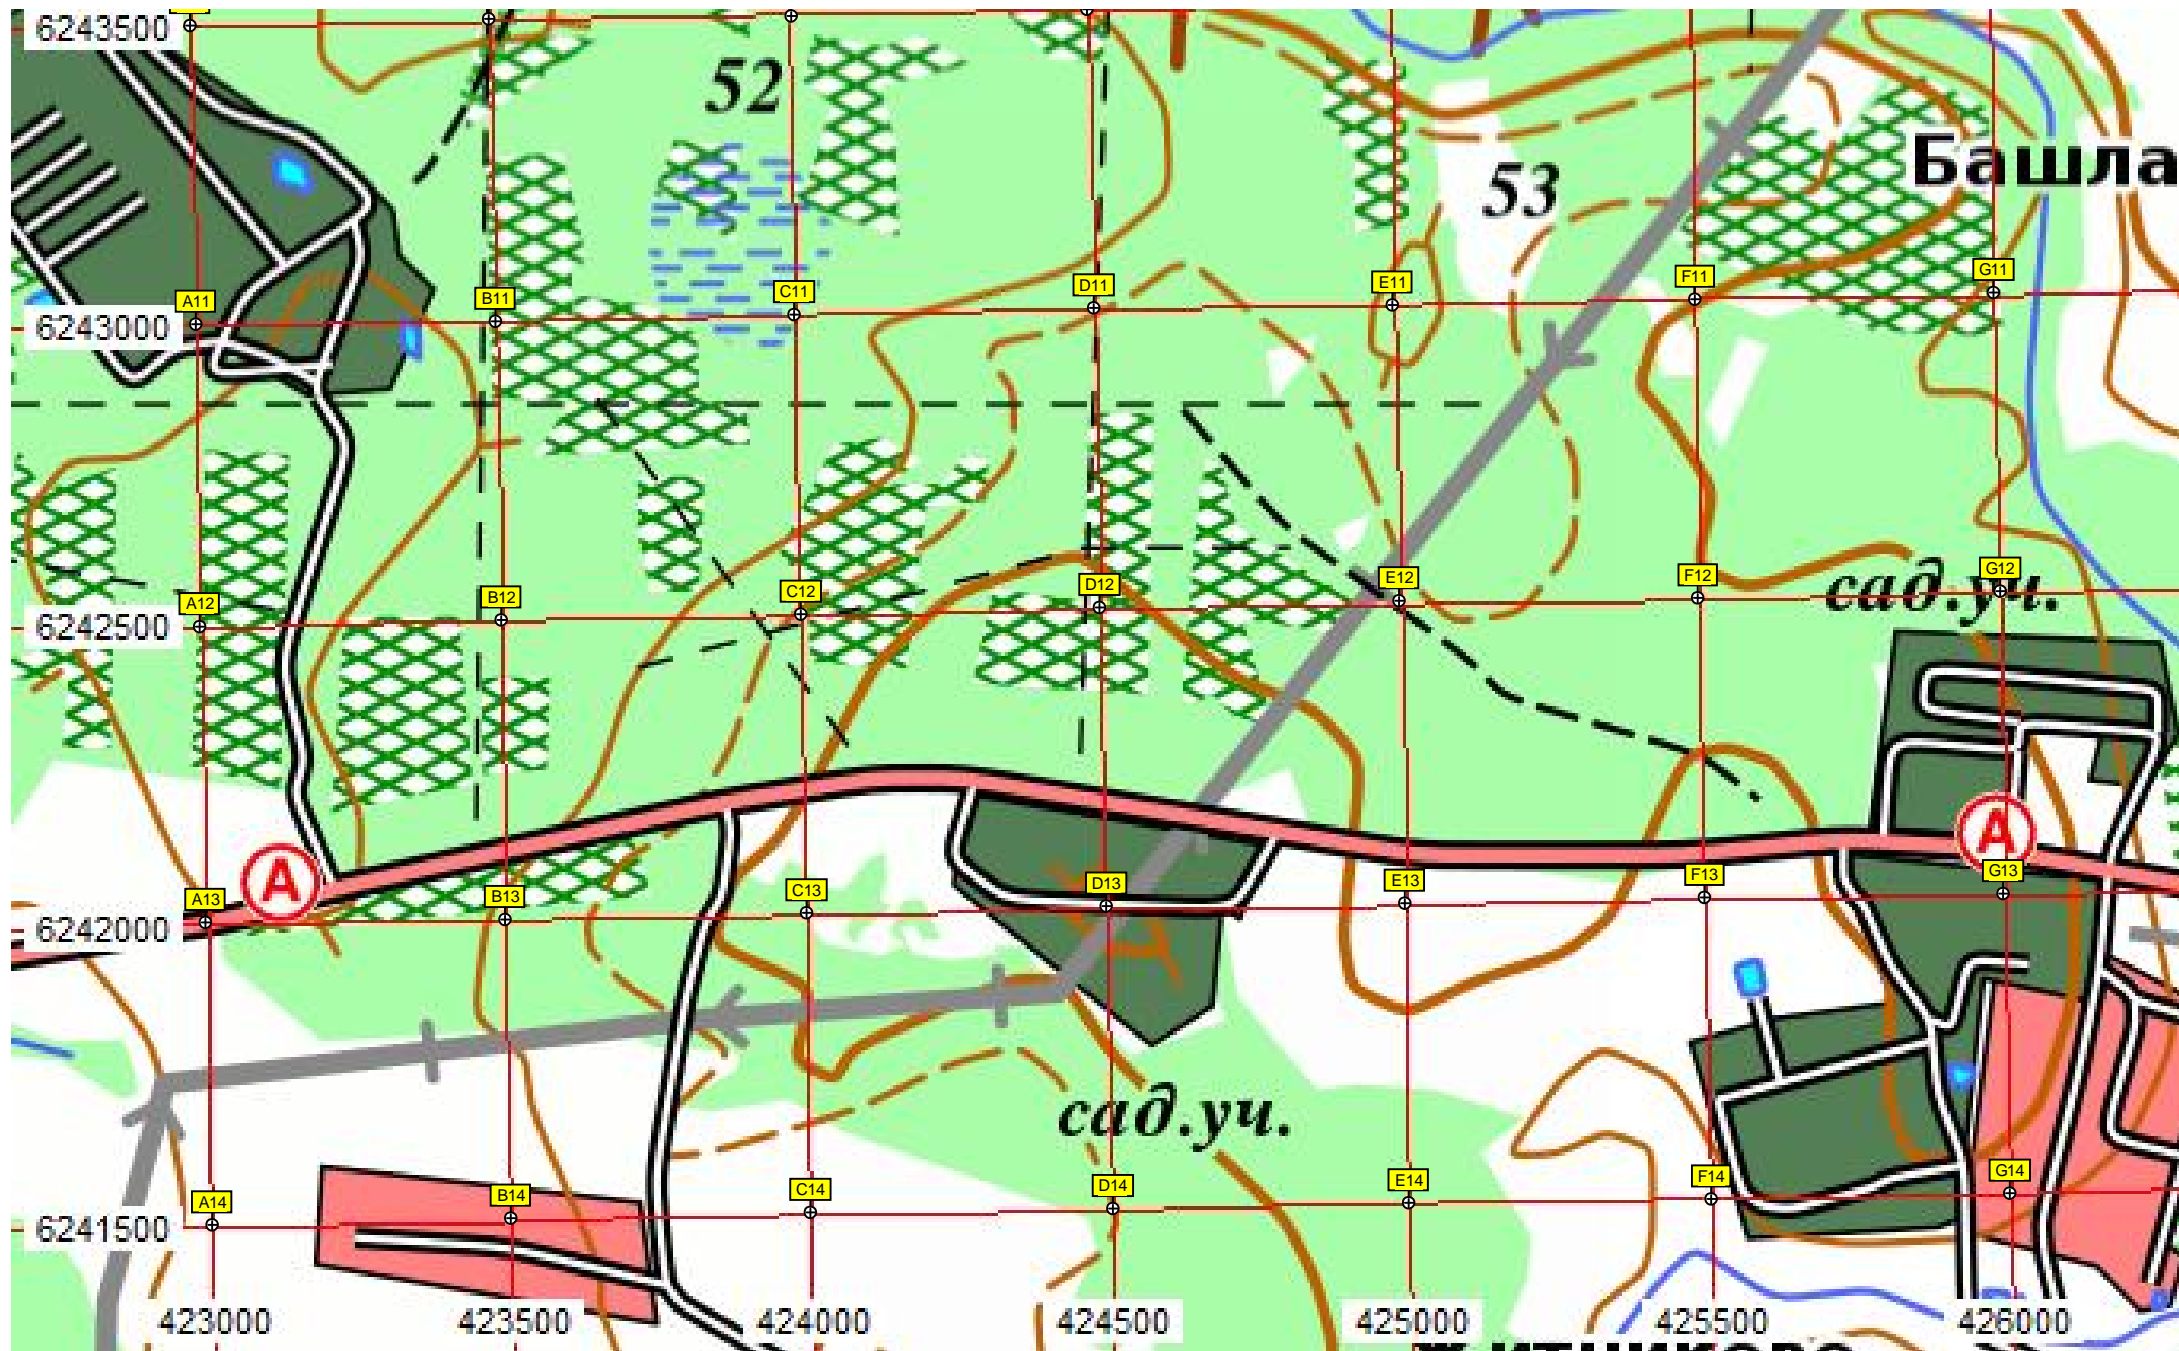 6243500
52
53
Башла
A11 B11 C11 D11 E11 F11 G11
6243000
A12 B12 C12 D12 E12 F12 G12
сад.уч.
6242500
A A
A13 B13 C13 D13 E13 F13 G13
6242000
сад.уч.
A14 B14 C14 D14 E14 F14 G14
6241500
423000 423500 424000 424500 425000 425500 426000